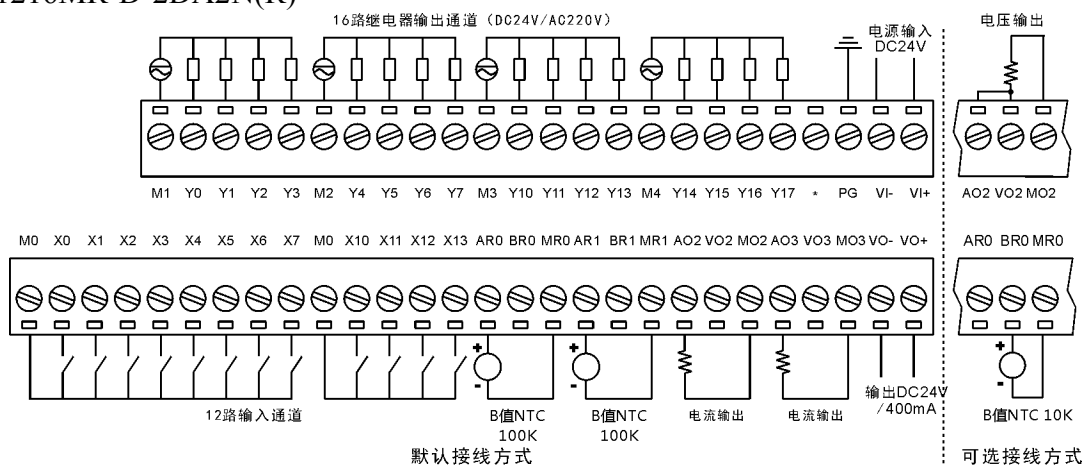 16路继电器输出通道（DC24V/AC220V）
电源输入
DC24V
电压输出
M1 Y0 Y1 Y2 Y3 M2 Y4 Y5 Y6 Y7 M3 Y10 Y11 Y12 Y13 M4 Y14 Y15 Y16 Y17 * PG VI- VI+
AO2 VO2 MO2
M0 X0 X1 X2 X3 X4 X5 X6 X7 M0 X10 X11 X12 X13 AR0 BR0 MR0 AR1 BR1 MR1 AO2 VO2 MO2 AO3 VO3 MO3 VO- VO+
AR0 BR0 MR0
+
-
+
-
+
-
12路输入通道
B值NTC
100K
B值NTC
100K
电流输出
电流输出
输出DC24V
/400mA
B值NTC 10K
默认接线方式
可选接线方式